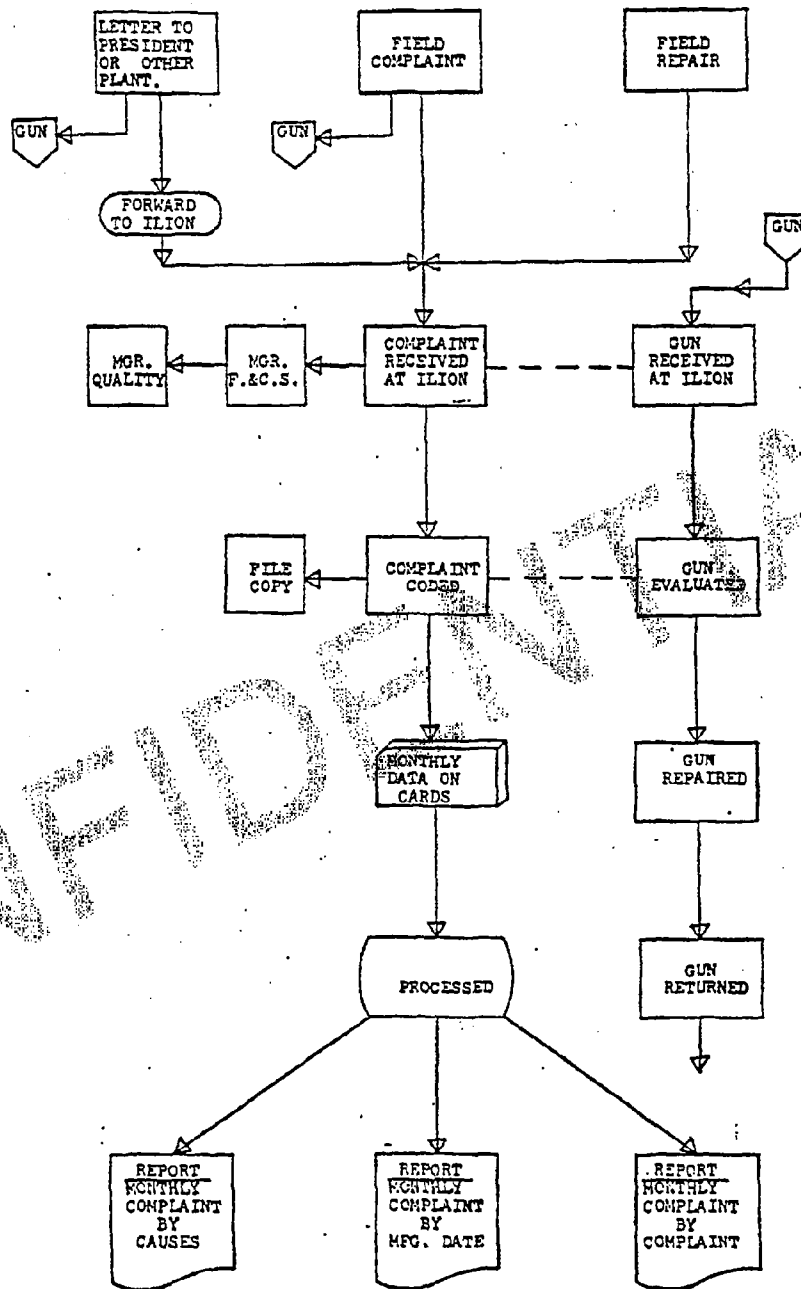 LETTER TO
PRESIDENT
OR OTHER
PLANT.
FIELD
COMPLAINT
FIELD
REPAIR
GUN
GUN
FORWARD
TO ILION
GUN
MGR.
QUALITY
MGR.
F.&C.S.
COMPLAINT
RECEIVED
AT ILION
GUN
RECEIVED
AT ILION
FILE
COPY
COMPLAINT
CODED
GUN
EVALUATED
NFIDENTIA
MONTHLY
DATA ON
CARDS
GUN
REPAIRED
PROCESSED
GUN
RETURNED
REPORT
MONTHLY
COMPLAINT
BY
CAUSES
REPORT
MONTHLY
COMPLAINT
BY
MFG. DATE
REPORT
MONTHLY
COMPLAINT
BY
COMPLAINT